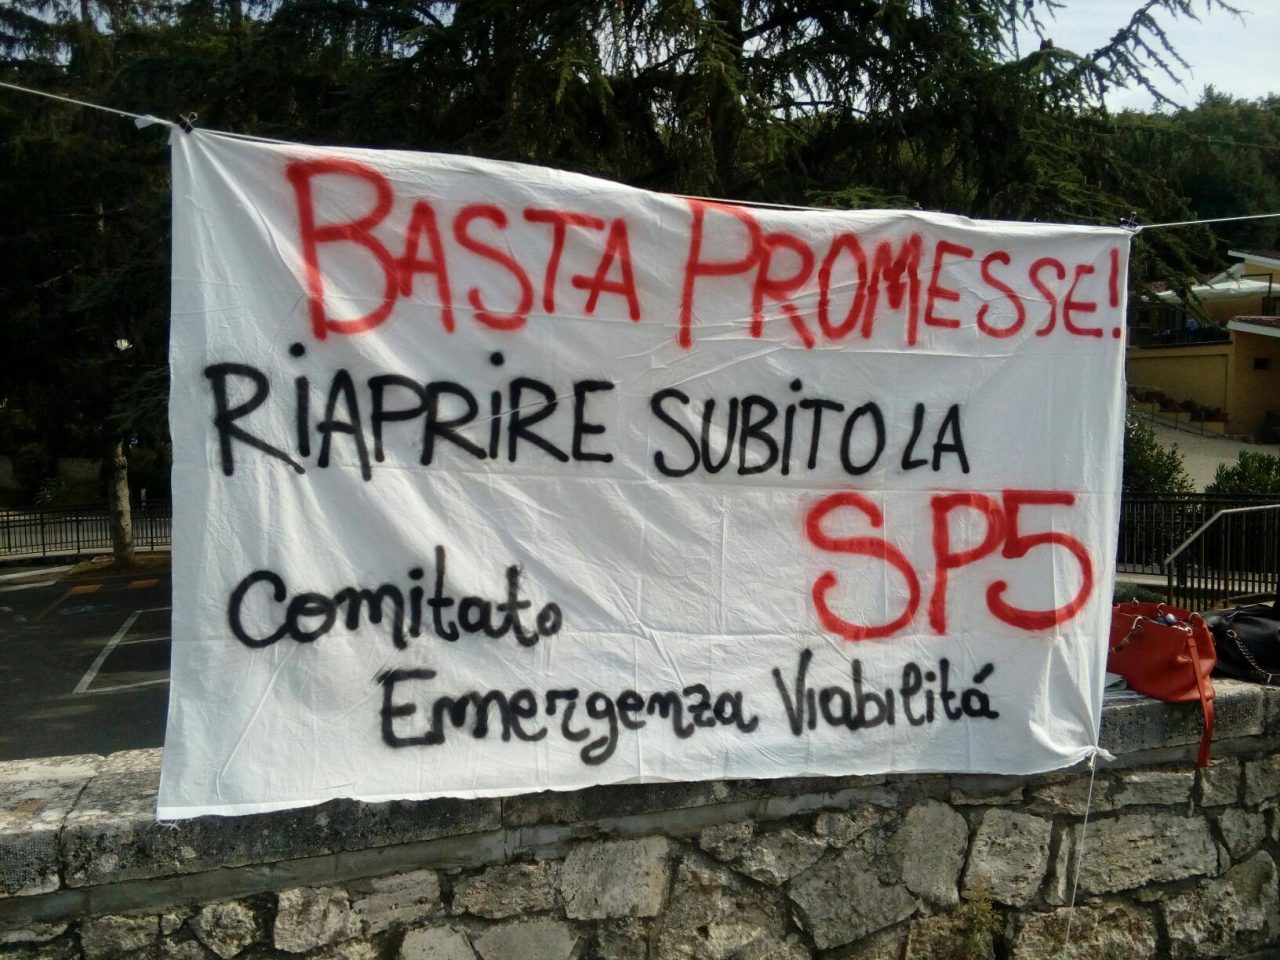 BASTA PROMESSE!
RIAPRIRE SUBITO LA
SP5
Comitato
Emergenza Viabilitá